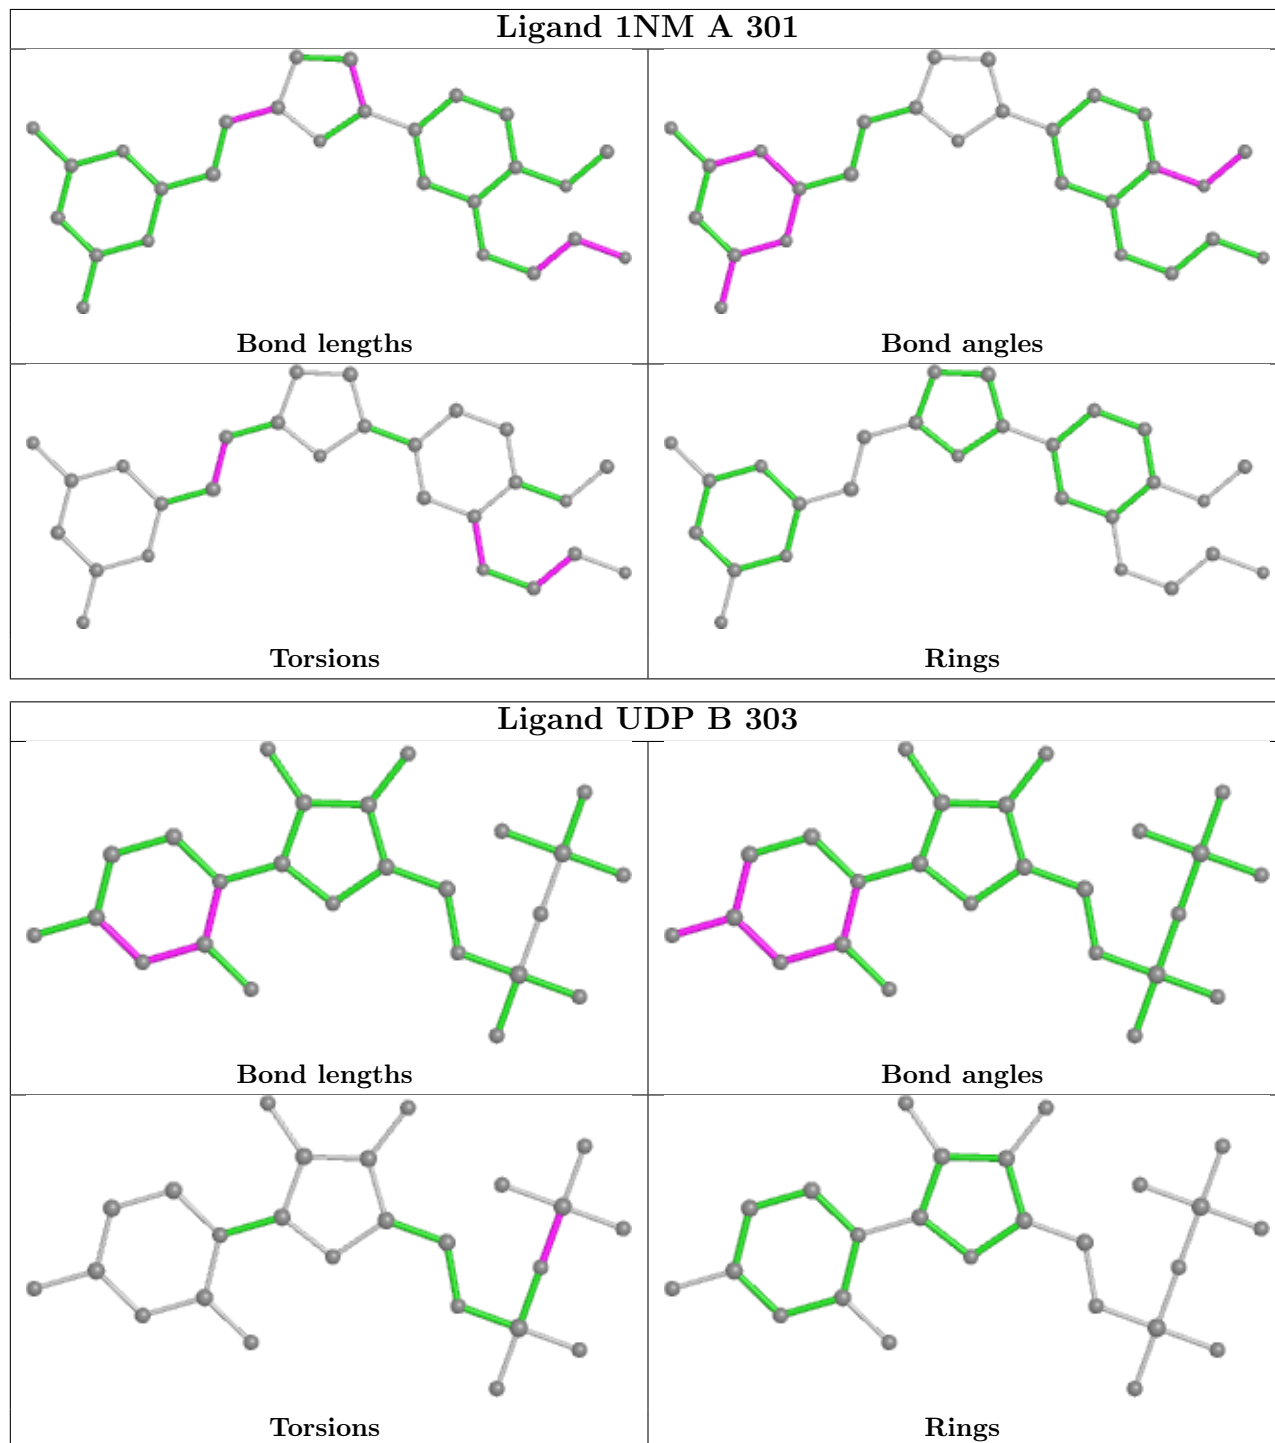 Ligand 1NM A 301
Bond lengths
Bond angles
Torsions
Rings
Ligand UDP B 303
Bond lengths
Bond angles
Torsions
Rings